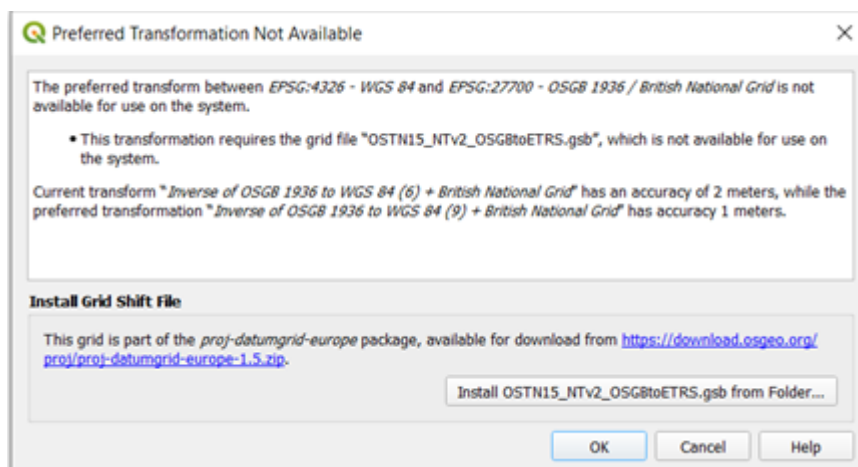 Preferred Transformation Not Available
The preferred transform between EPSG:4326 - WGS 84 and EPSG:27700 - OSGB 1936 / British National Grid is not
available for use on the system.
• This transformation requires the grid file "OSTN15_NTv2_OSGBtoETRS.gsb", which is not available for use on
the system.
Current transform "Inverse of OSGB 1936 to WGS 84 (6) + British National Grid" has an accuracy of 2 meters, while the
preferred transformation "Inverse of OSGB 1936 to WGS 84 (9) + British National Grid" has accuracy 1 meters.
Install Grid Shift File
This grid is part of the proj-datumgrid-europe package, available for download from https://download.osgeo.org/
proj/proj-datumgrid-europe-1.5.zip.
Install OSTN15_NTv2_OSGBtoETRS.gsb from Folder...
OK Cancel Help